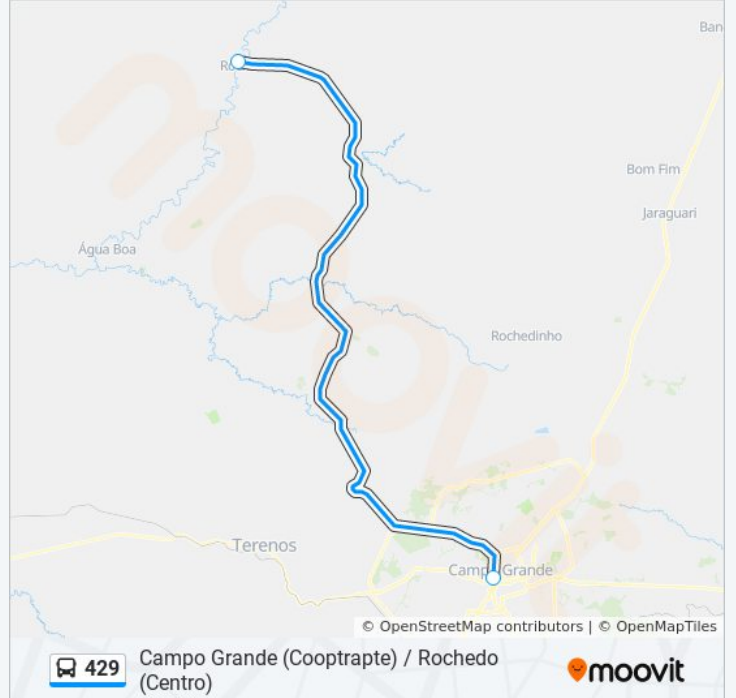 Ban
Bom Fim
Jaraguari
Água Boa
Rochedinho
Terenos
Grande
© OpenStreetMap contributors | © OpenMapTiles
429
Campo Grande (Cooptrapte) / Rochedo
(Centro)
moovit
moovit